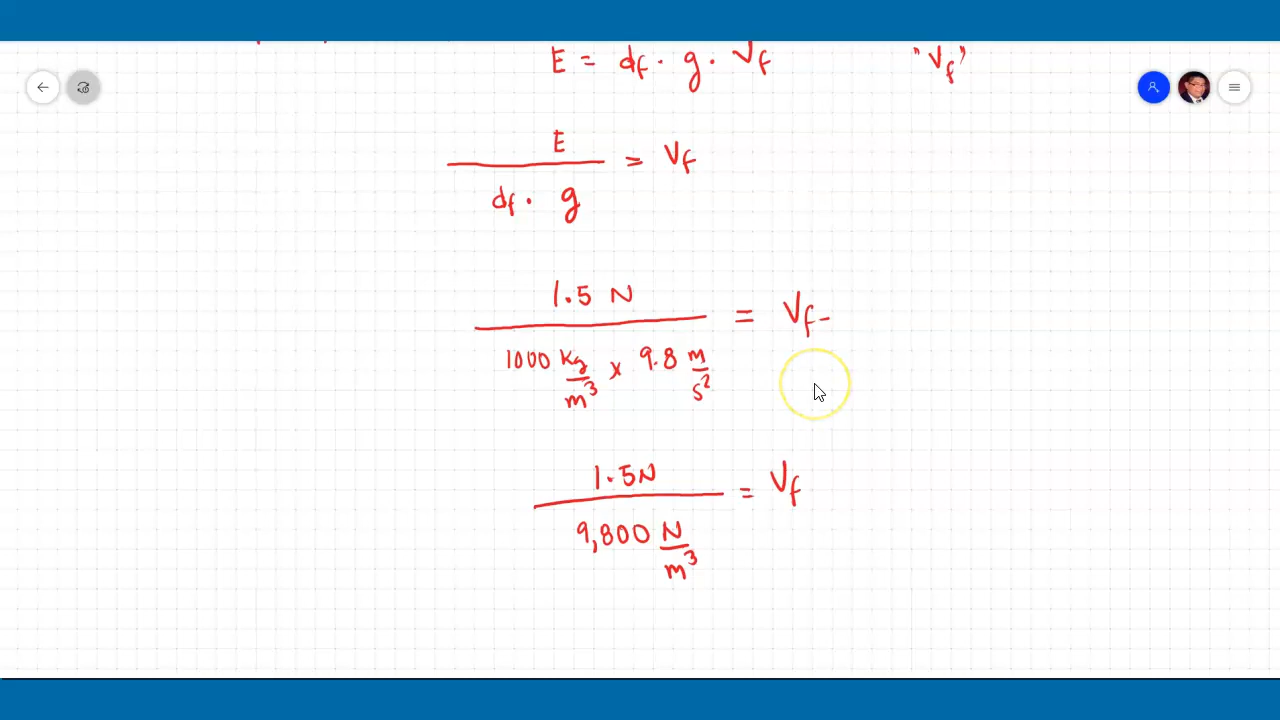 E = df · g · Vf "Vf"
E
― = Vf
df · g
1.5 N
― = Vf-
1000 kg/m³ x 9.8 m/s²
1.5N
― = Vf
9,800 N/m³